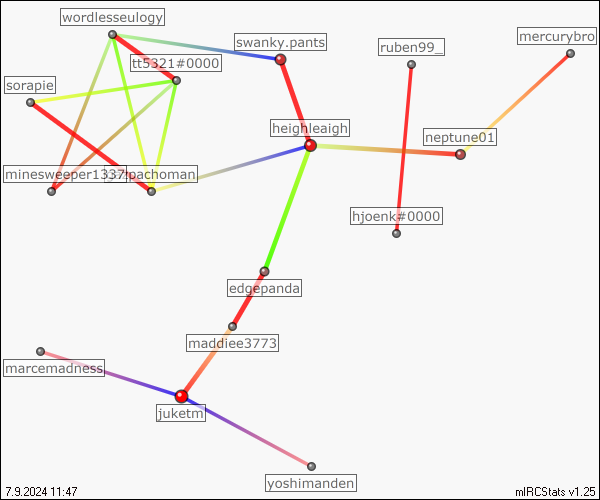 wordlesseulogy
swanky.pants
mercurybro
ruben99_
tt5321#0000
sorapie
heighleaigh
neptune01
minesweeper1337
pachoman
hjoenk#0000
edgepanda
maddiee3773
marcemadness
juketm
yoshimanden
7.9.2024 11:47
mIRCStats v1.25